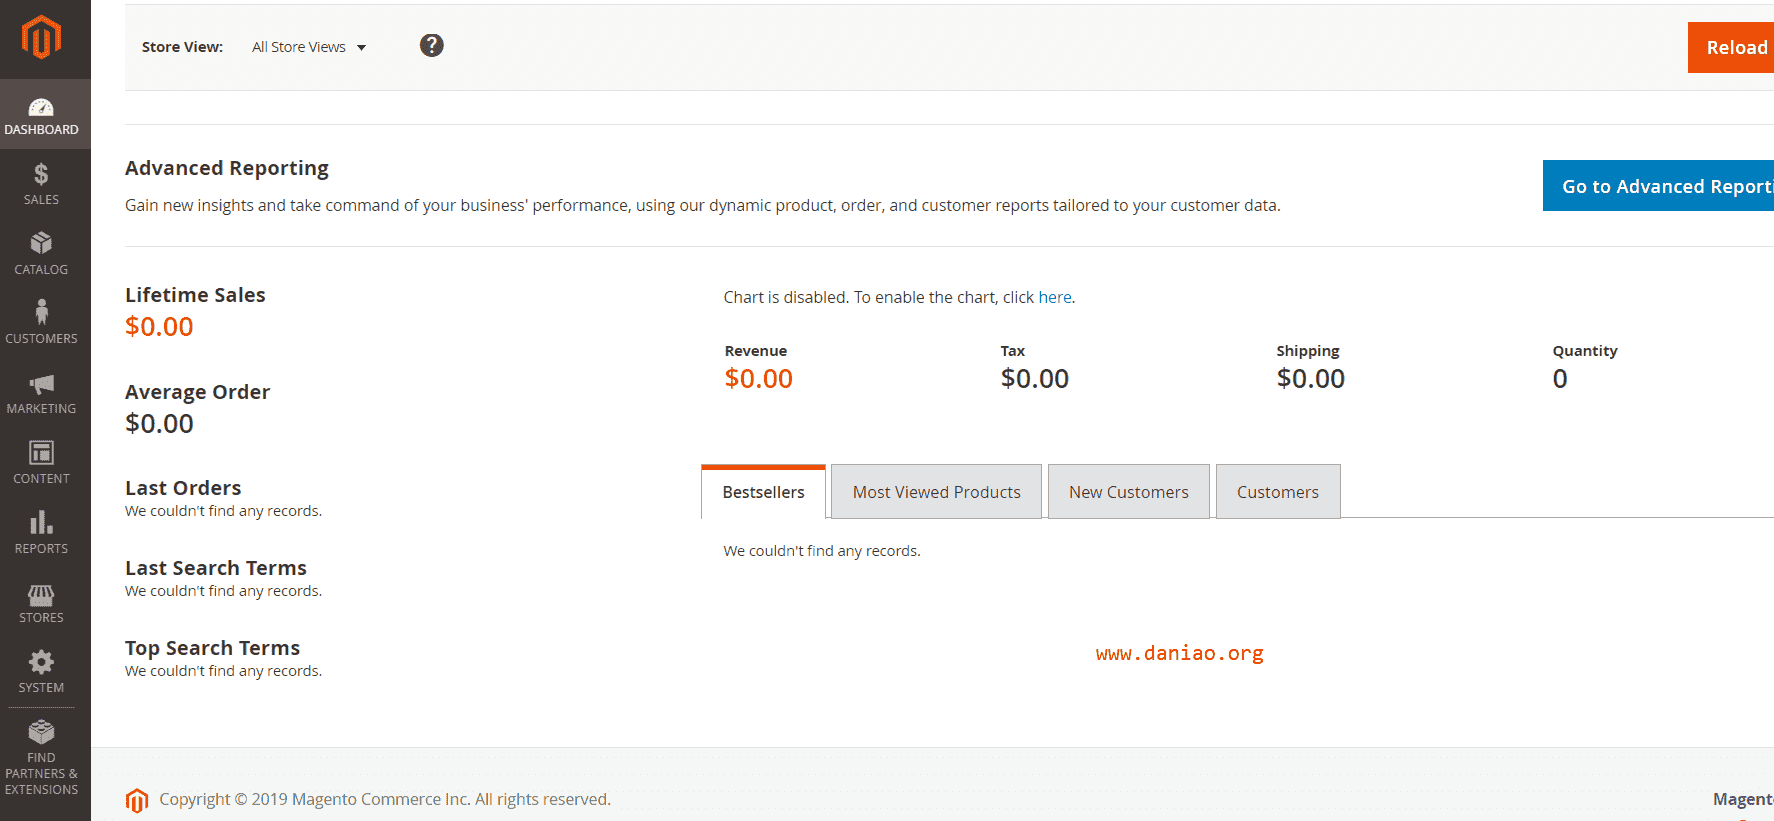 Store View: All Store Views ?
Reload
DASHBOARD
SALES
CATALOG
CUSTOMERS
MARKETING
CONTENT
REPORTS
STORES
SYSTEM
FIND
PARTNERS &
EXTENSIONS
Advanced Reporting
Go to Advanced Reporti
Gain new insights and take command of your business' performance, using our dynamic product, order, and customer reports tailored to your customer data.
Lifetime Sales
$0.00
Average Order
$0.00
Last Orders
We couldn't find any records.
Last Search Terms
We couldn't find any records.
Top Search Terms
We couldn't find any records.
Chart is disabled. To enable the chart, click here.
Revenue Tax Shipping Quantity
$0.00 $0.00 $0.00 0
Bestsellers Most Viewed Products New Customers Customers
We couldn't find any records.
www.daniao.org
Copyright © 2019 Magento Commerce Inc. All rights reserved.
Magent